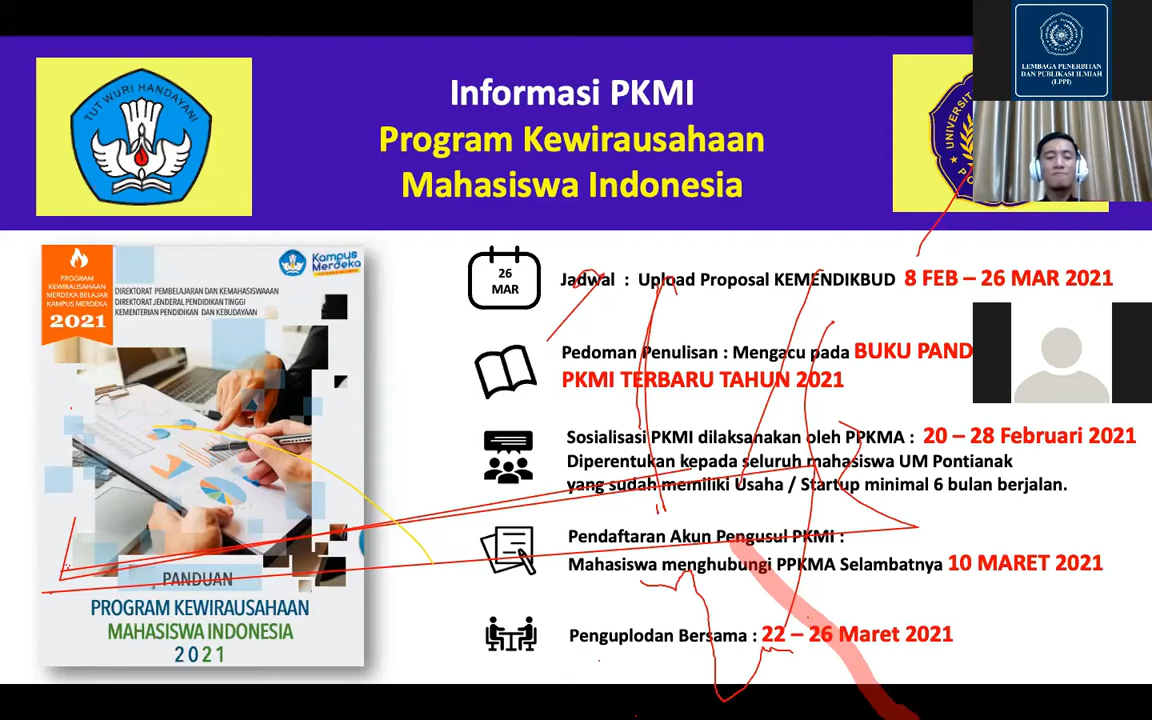 TUT WURI HANDAYANI
Informasi PKMI
Program Kewirausahaan
Mahasiswa Indonesia
LEMBAGA PENERBITAN
DAN PUBLIKASI ILMIAH
(LPPI)
PROGRAM
KEWIRAUSAHAAN
MERDEKA BELAJAR
KAMPUS MERDEKA
2021
DIREKTORAT PEMBELAJARAN DAN KEMAHASISWAAN
DIREKTORAT JENDERAL PENDIDIKAN TINGGI
KEMENTERIAN PENDIDIKAN DAN KEBUDAYAAN
Kampus
Merdeka
PANDUAN
PROGRAM KEWIRAUSAHAAN
MAHASISWA INDONESIA
2021
26
MAR
Jadwal : Upload Proposal KEMENDIKBUD 8 FEB – 26 MAR 2021
Pedoman Penulisan : Mengacu pada BUKU PAND
PKMI TERBARU TAHUN 2021
Sosialisasi PKMI dilaksanakan oleh PPKMA : 20 – 28 Februari 2021
Diperentukan kepada seluruh mahasiswa UM Pontianak
yang sudah memiliki Usaha / Startup minimal 6 bulan berjalan.
Pendaftaran Akun Pengusul PKMI :
Mahasiswa menghubungi PPKMA Selambatnya 10 MARET 2021
Penguplodan Bersama : 22 – 26 Maret 2021